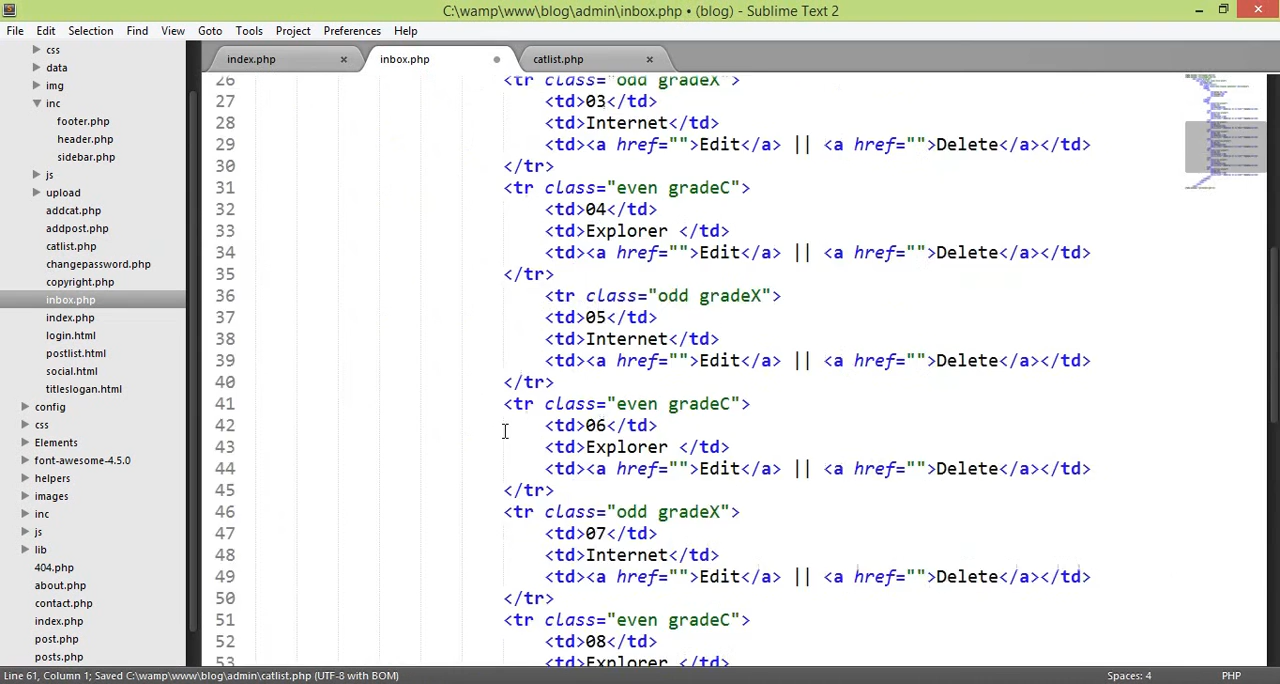 C:\wamp\www\blog\admin\inbox.php • (blog) - Sublime Text 2
File Edit Selection Find View Goto Tools Project Preferences Help
index.php inbox.php catlist.php
css
data
img
inc
footer.php
header.php
sidebar.php
js
upload
addcat.php
addpost.php
catlist.php
changepassword.php
copyright.php
inbox.php
index.php
login.html
postlist.html
social.html
titleslogan.html
config
css
Elements
font-awesome-4.5.0
helpers
images
inc
js
lib
404.php
about.php
contact.php
index.php
post.php
posts.php
26 <tr class="odd gradeX">
27 <td>03</td>
28 <td>Internet</td>
29 <td><a href="">Edit</a> || <a href="">Delete</a></td>
30 </tr>
31 <tr class="even gradeC">
32 <td>04</td>
33 <td>Explorer </td>
34 <td><a href="">Edit</a> || <a href="">Delete</a></td>
35 </tr>
36 <tr class="odd gradeX">
37 <td>05</td>
38 <td>Internet</td>
39 <td><a href="">Edit</a> || <a href="">Delete</a></td>
40 </tr>
41 <tr class="even gradeC">
42 <td>06</td>
43 <td>Explorer </td>
44 <td><a href="">Edit</a> || <a href="">Delete</a></td>
45 </tr>
46 <tr class="odd gradeX">
47 <td>07</td>
48 <td>Internet</td>
49 <td><a href="">Edit</a> || <a href="">Delete</a></td>
50 </tr>
51 <tr class="even gradeC">
52 <td>08</td>
53 <td>Explorer </td>
Line 61, Column 1; Saved C:\wamp\www\blog\admin\catlist.php (UTF-8 with BOM) Spaces: 4 PHP